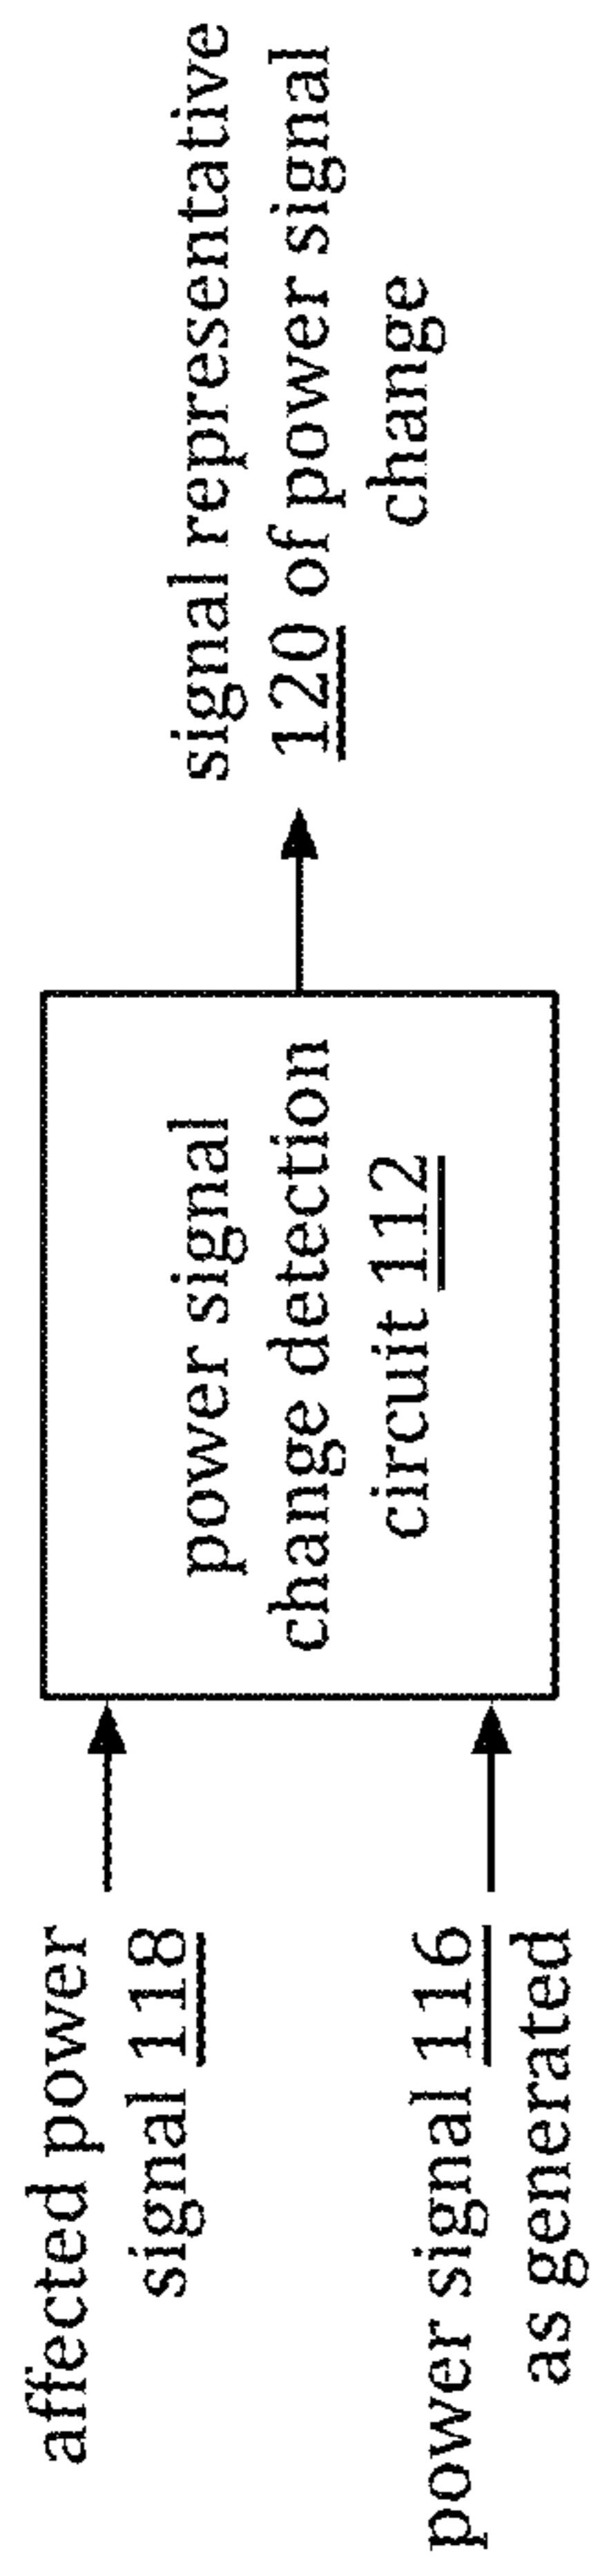 affected power
signal 118
power signal 116
as generated
power signal
change detection
circuit 112
signal representative
120 of power signal
change